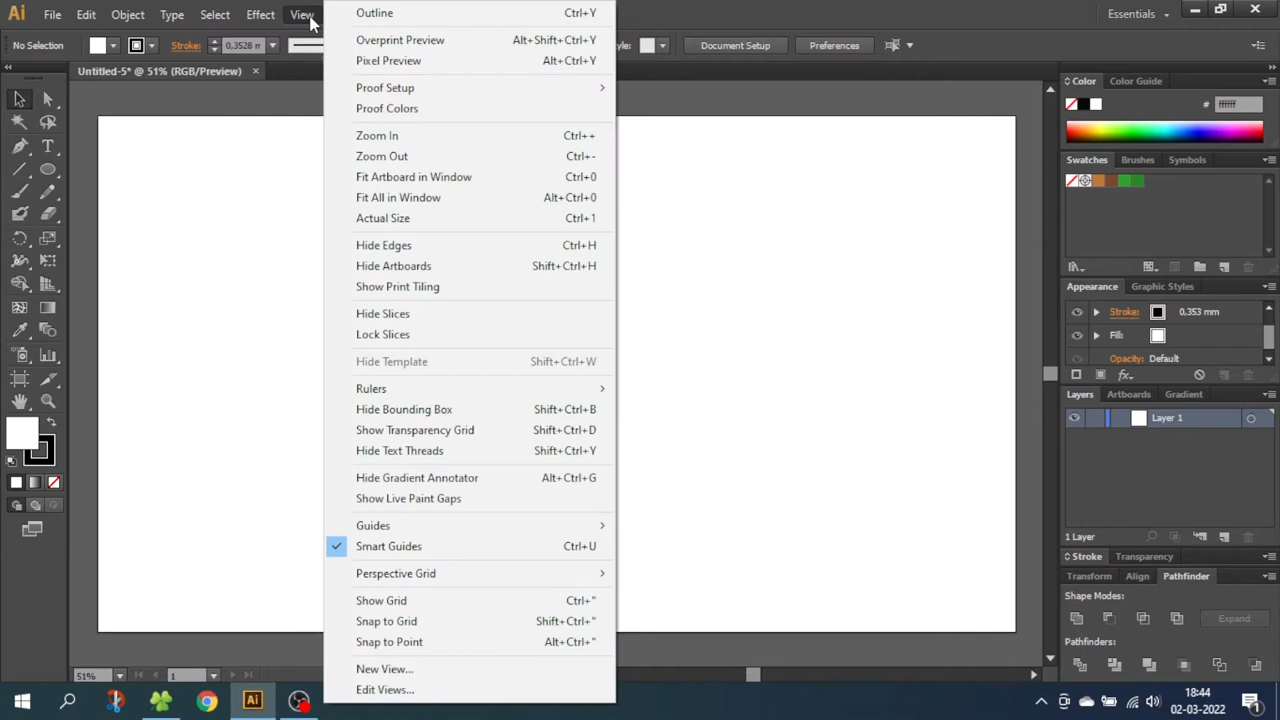 Ai File Edit Object Type Select Effect View Essentials
No Selection Stroke: 0,3528 m Style: Document Setup Preferences
Untitled-5* @ 51% (RGB/Preview)
Outline Ctrl+Y
Overprint Preview Alt+Shift+Ctrl+Y
Pixel Preview Alt+Ctrl+Y
Proof Setup
Proof Colors
Zoom In Ctrl++
Zoom Out Ctrl+-
Fit Artboard in Window Ctrl+0
Fit All in Window Alt+Ctrl+0
Actual Size Ctrl+1
Hide Edges Ctrl+H
Hide Artboards Shift+Ctrl+H
Show Print Tiling
Hide Slices
Lock Slices
Hide Template Shift+Ctrl+W
Rulers
Hide Bounding Box Shift+Ctrl+B
Show Transparency Grid Shift+Ctrl+D
Hide Text Threads Shift+Ctrl+Y
Hide Gradient Annotator Alt+Ctrl+G
Show Live Paint Gaps
Guides
Smart Guides Ctrl+U
Perspective Grid
Show Grid Ctrl+"
Snap to Grid Shift+Ctrl+"
Snap to Point Alt+Ctrl+"
New View...
Edit Views...
Color Color Guide
# ffffff
Swatches Brushes Symbols
Appearance Graphic Styles
Stroke: 0,353 mm
Fill:
Opacity: Default
fx
Layers Artboards Gradient
Layer 1
1 Layer
Stroke Transparency
Transform Align Pathfinder
Shape Modes:
Expand
Pathfinders:
51% 1
Ai 18:44
02-03-2022
1